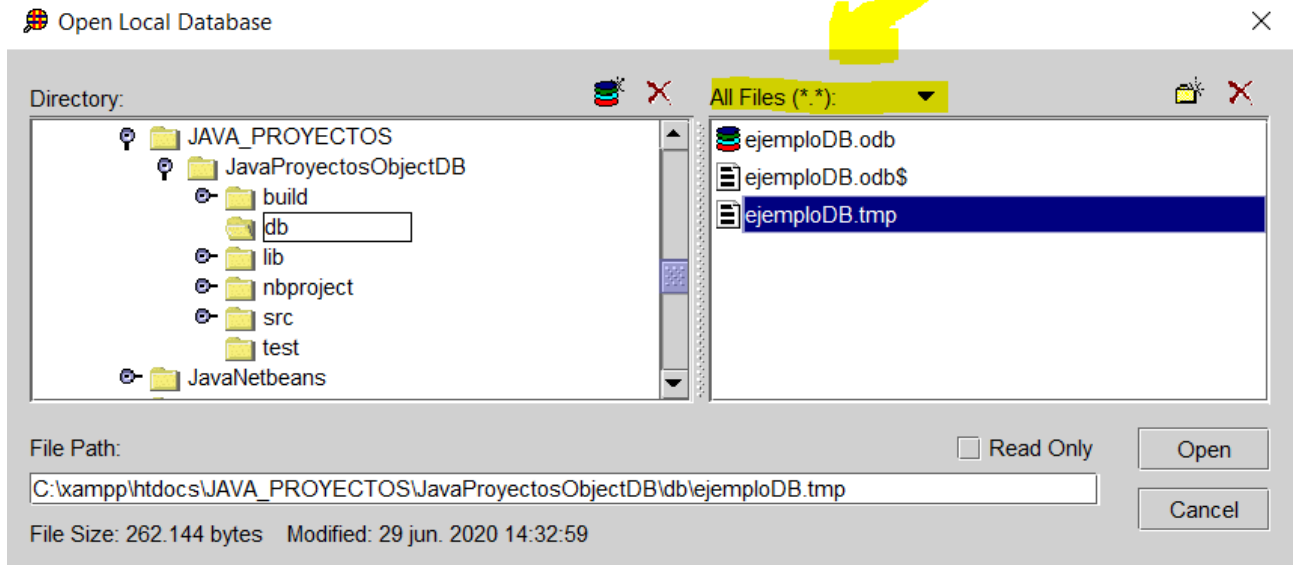 Open Local Database
Directory:
JAVA_PROYECTOS
JavaProyectosObjectDB
build
db
lib
nbproject
src
test
JavaNetbeans
All Files (*.*):
ejemploDB.odb
ejemploDB.odb$
ejemploDB.tmp
File Path:
Read Only
Open
C:\xampp\htdocs\JAVA_PROYECTOS\JavaProyectosObjectDB\db\ejemploDB.tmp
Cancel
File Size: 262.144 bytes Modified: 29 jun. 2020 14:32:59